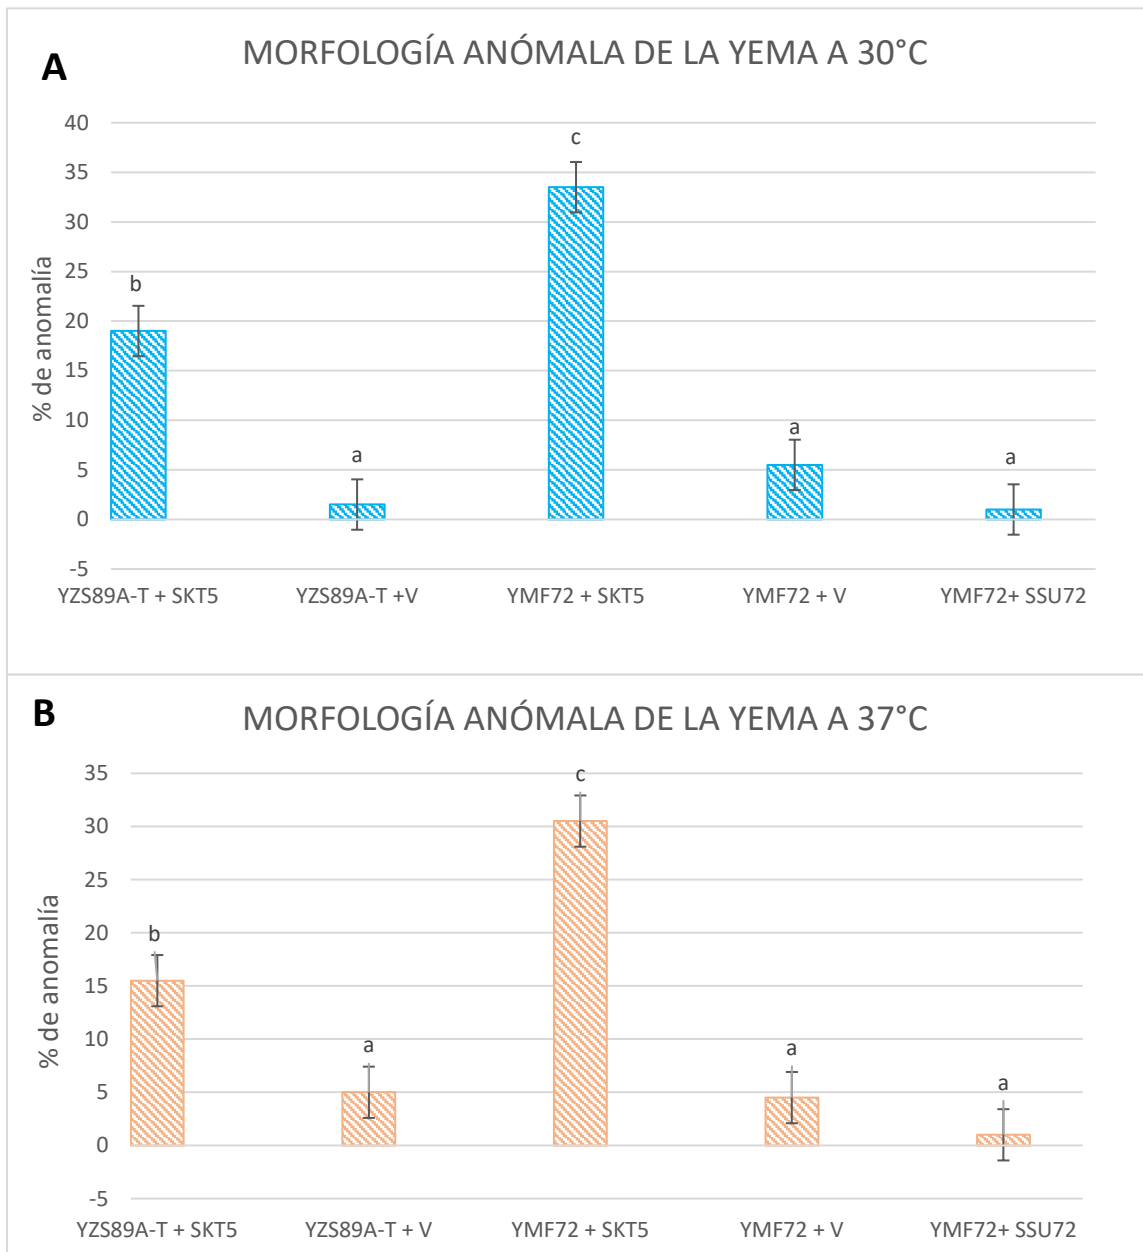 A
MORFOLOGÍA ANÓMALA DE LA YEMA A 30°C
% de anomalía
40
35
30
25
20
15
10
5
0
-5
b
a
c
a
a
YZS89A-T + SKT5
YZS89A-T +V
YMF72 + SKT5
YMF72 + V
YMF72+ SSU72
B
MORFOLOGÍA ANÓMALA DE LA YEMA A 37°C
% de anomalía
35
30
25
20
15
10
5
0
-5
b
a
c
a
a
YZS89A-T + SKT5
YZS89A-T + V
YMF72 + SKT5
YMF72 + V
YMF72+ SSU72